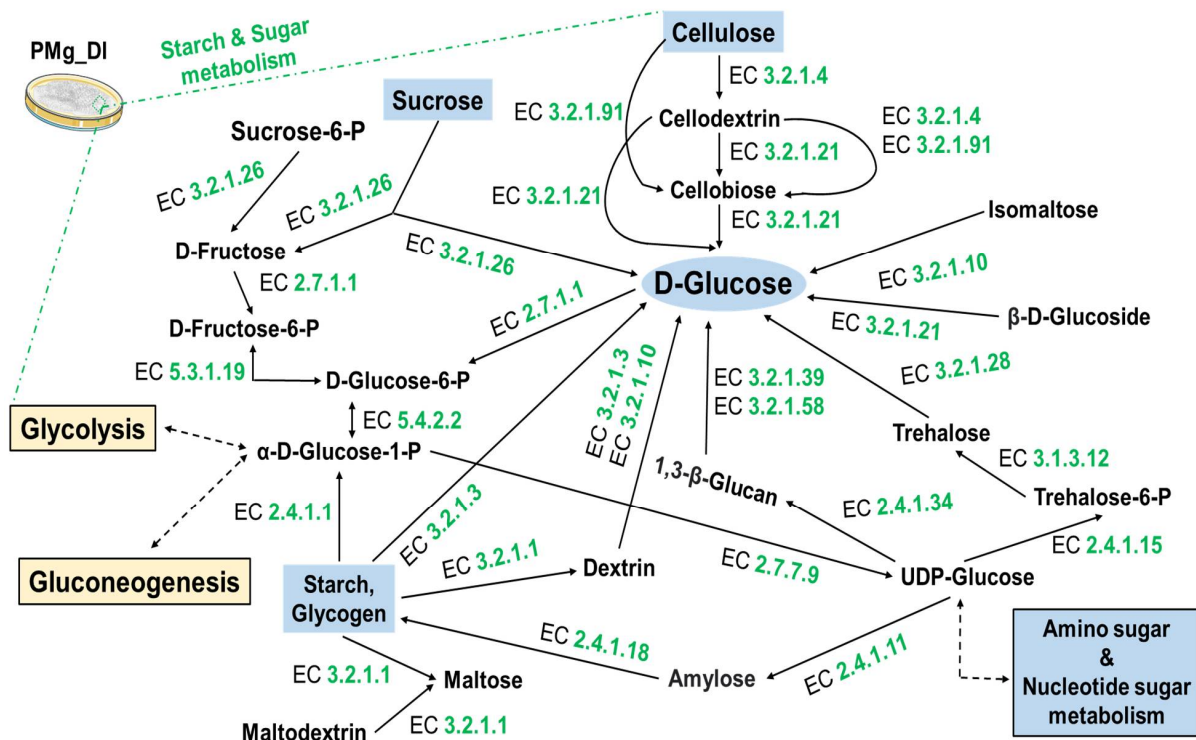 PMg_DI
Starch & Sugar
metabolism
Cellulose
EC 3.2.1.4
Sucrose
EC 3.2.1.91
Cellodextrin
EC 3.2.1.4
EC 3.2.1.91
Sucrose-6-P
EC 3.2.1.21
EC 3.2.1.26
EC 3.2.1.26
EC 3.2.1.21
Cellobiose
EC 3.2.1.21
Isomaltose
D-Fructose
EC 3.2.1.26
EC 3.2.1.10
EC 2.7.1.1
D-Glucose
EC 2.7.1.1
β-D-Glucoside
EC 3.2.1.21
D-Fructose-6-P
EC 3.2.1.28
EC 5.3.1.19
D-Glucose-6-P
EC 3.2.1.3
EC 3.2.1.10
EC 3.2.1.39
EC 3.2.1.58
EC 5.4.2.2
Glycolysis
α-D-Glucose-1-P
Trehalose
EC 3.1.3.12
1,3-β-Glucan
Trehalose-6-P
EC 2.4.1.1
EC 3.2.1.3
EC 2.4.1.34
EC 2.4.1.15
EC 3.2.1.1
Dextrin
EC 2.7.7.9
UDP-Glucose
Gluconeogenesis
Starch,
Glycogen
EC 2.4.1.18
EC 2.4.1.11
Amino sugar
&
Nucleotide sugar
metabolism
EC 3.2.1.1
Maltose
Amylose
Maltodextrin
EC 3.2.1.1